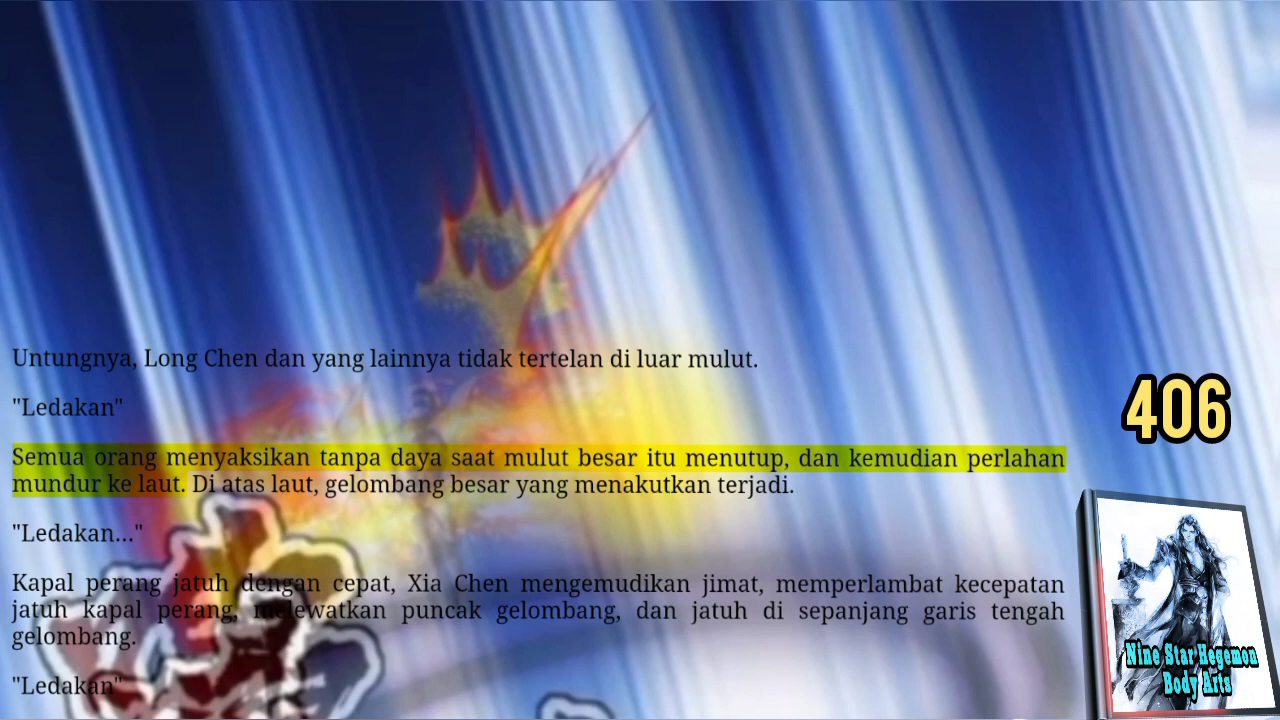 Untungnya, Long Chen dan yang lainnya tidak tertelan di luar mulut.
"Ledakan"
Semua orang menyaksikan tanpa daya saat mulut besar itu menutup, dan kemudian perlahan
mundur ke laut. Di atas laut, gelombang besar yang menakutkan terjadi.
"Ledakan..."
Kapal perang jatuh dengan cepat, Xia Chen mengemudikan jimat, memperlambat kecepatan
jatuh kapal perang, melewatkan puncak gelombang, dan jatuh di sepanjang garis tengah
gelombang.
"Ledakan"
406
Nine Star Hegemon
Body Arts